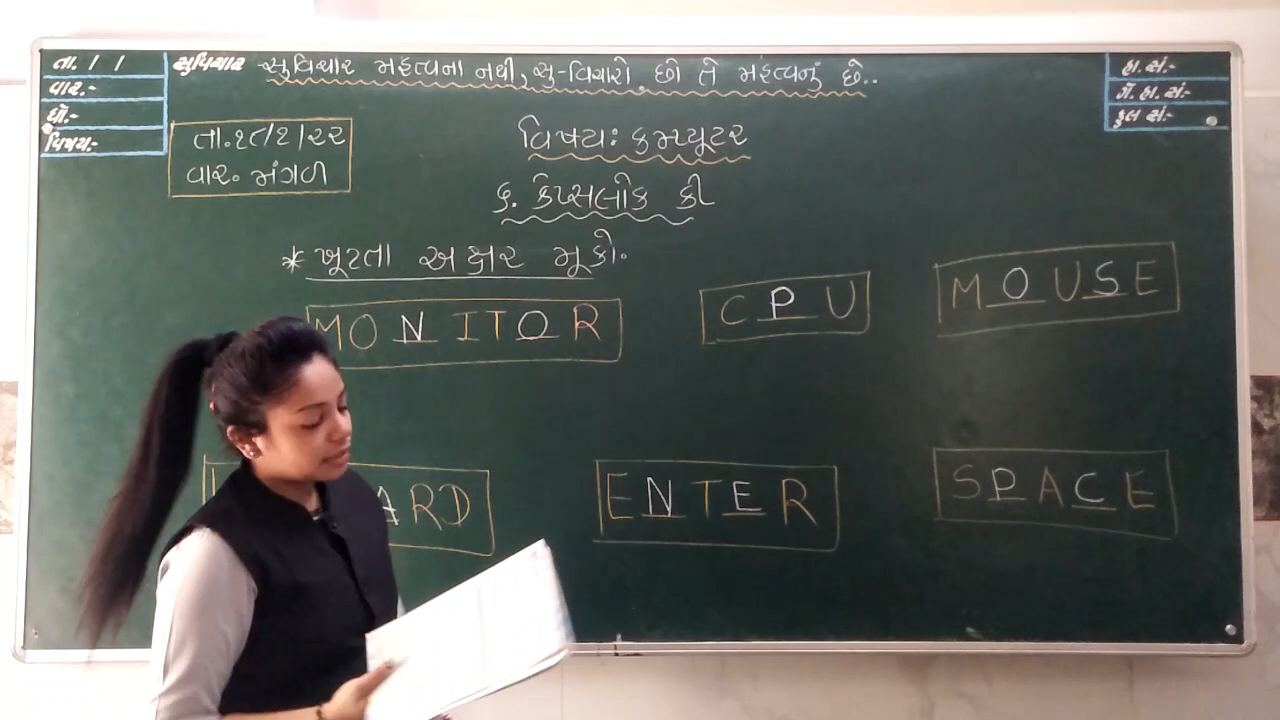 તા. / /
વાર.-
ધો.-
વિષય.-
સુવિચાર -સુવિચાર મહત્વના નથી, સુ-વિચારો છો તે મહત્વનું છે..
હા.સં.-
ગે.હા.સં.-
કુલ સં.-
તા.૧૮/૧/૨૨
વાર. મંગળ
વિષય: કમ્પ્યૂટર
૬. કેપ્સલોક કી
* ખૂટતા અક્ષર મૂકો.
MONITOR
CPU
MOUSE
ARD
ENTER
SPACE